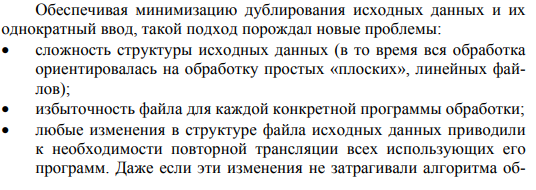 Обеспечивая минимизацию дублирования исходных данных и их
однократный ввод, такой подход порождал новые проблемы:
• сложность структуры исходных данных (в то время вся обработка
ориентировалась на обработку простых «плоских», линейных фай-
лов);
• избыточность файла для каждой конкретной программы обработки;
• любые изменения в структуре файла исходных данных приводили
к необходимости повторной трансляции всех использующих его
программ. Даже если эти изменения не затрагивали алгоритма об-